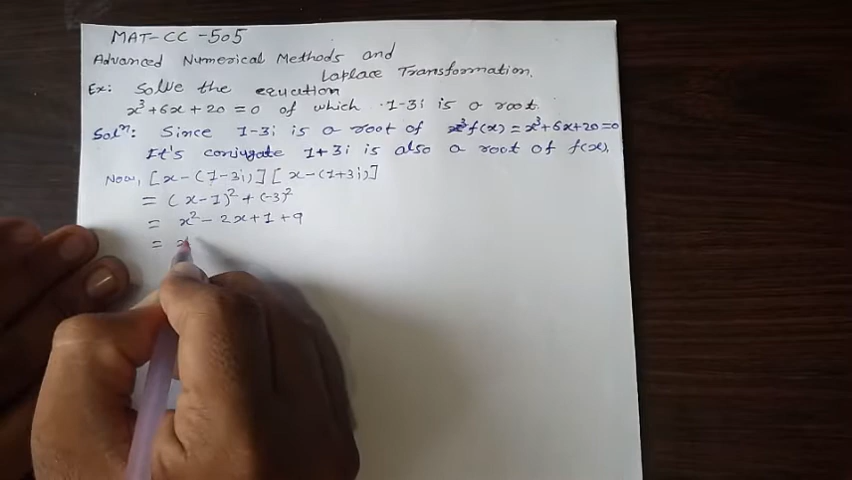 MAT-CC-505
Advanced Numerical Methods and
Laplace Transformation.
Ex: Solve the equation
x³+6x+20=0 of which 1-3i is a root.
Solⁿ: Since 1-3i is a root of f(x)=x³+6x+20=0
It's conjugate 1+3i is also a root of f(x).
Now, [x-(1-3i)][x-(1+3i)]
= (x-1)²+(-3)²
= x²-2x+1+9
= x